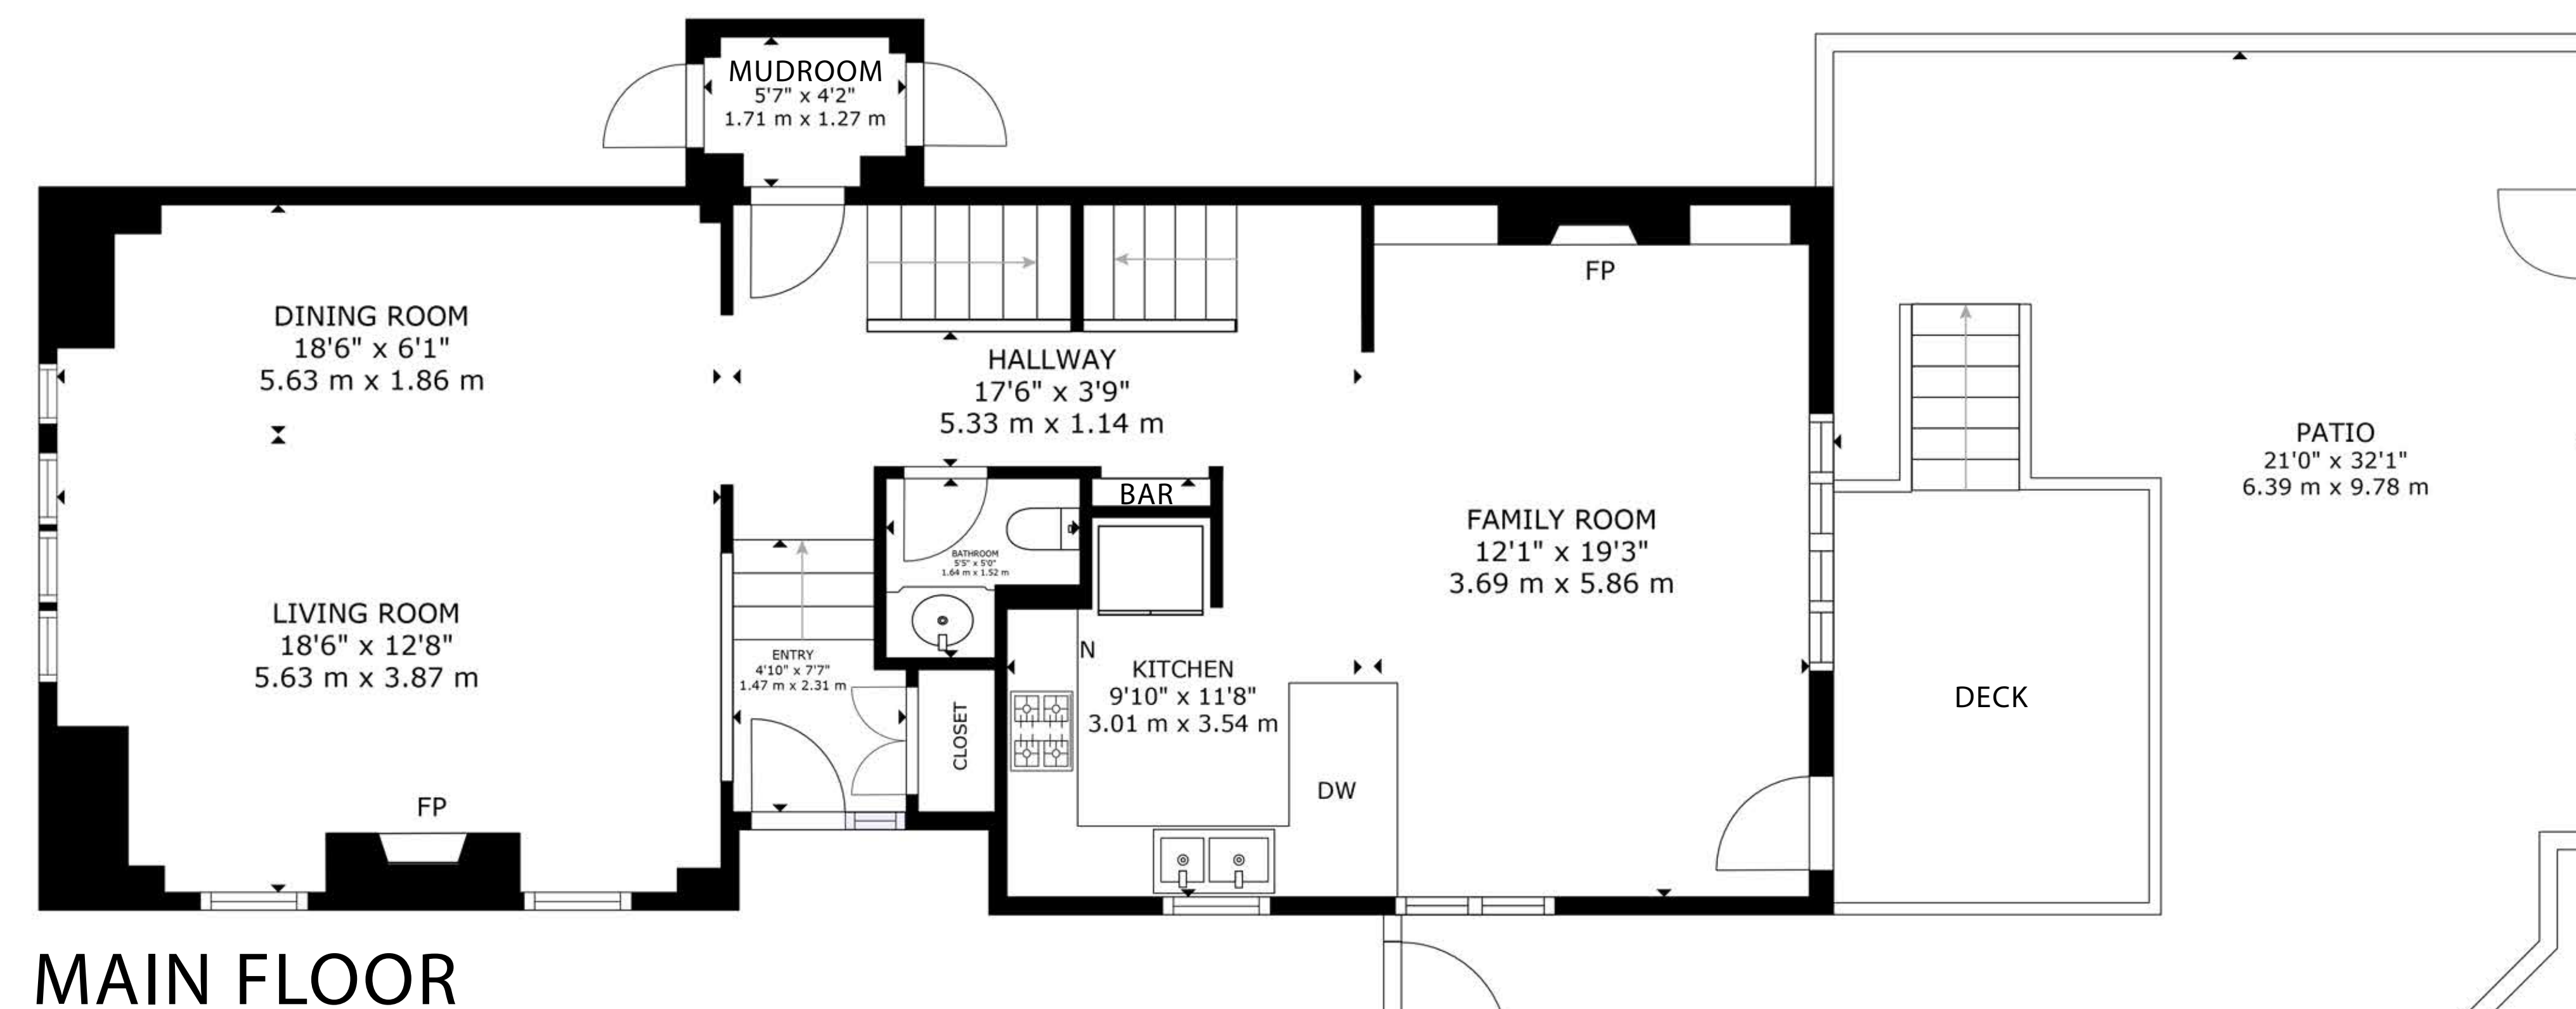 MUDROOM
5'7" x 4'2"
1.71 m x 1.27 m
DINING ROOM
18'6" x 6'1"
5.63 m x 1.86 m
HALLWAY
17'6" x 3'9"
5.33 m x 1.14 m
FP
PATIO
21'0" x 32'1"
6.39 m x 9.78 m
BAR
BATHROOM
5'5" x 5'0"
1.64 m x 1.52 m
FAMILY ROOM
12'1" x 19'3"
3.69 m x 5.86 m
LIVING ROOM
18'6" x 12'8"
5.63 m x 3.87 m
ENTRY
4'10" x 7'7"
1.47 m x 2.31 m
N
KITCHEN
9'10" x 11'8"
3.01 m x 3.54 m
CLOSET
DECK
DW
FP
MAIN FLOOR